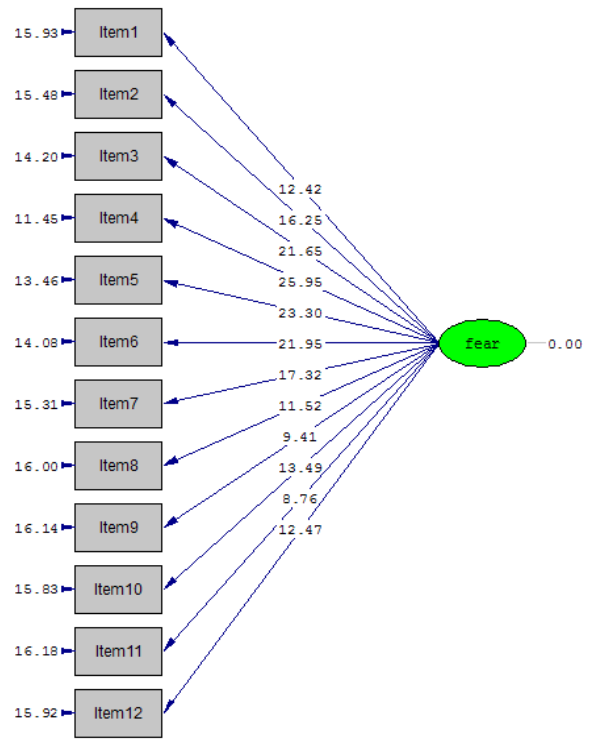 15.93 Item1
15.48 Item2
14.20 Item3
12.42
11.45 Item4
16.25
21.65
13.46 Item5
25.95
23.30
14.08 Item6
21.95
fear 0.00
15.31 Item7
17.32
11.52
16.00 Item8
9.41
13.49
16.14 Item9
8.76
12.47
15.83 Item10
16.18 Item11
15.92 Item12